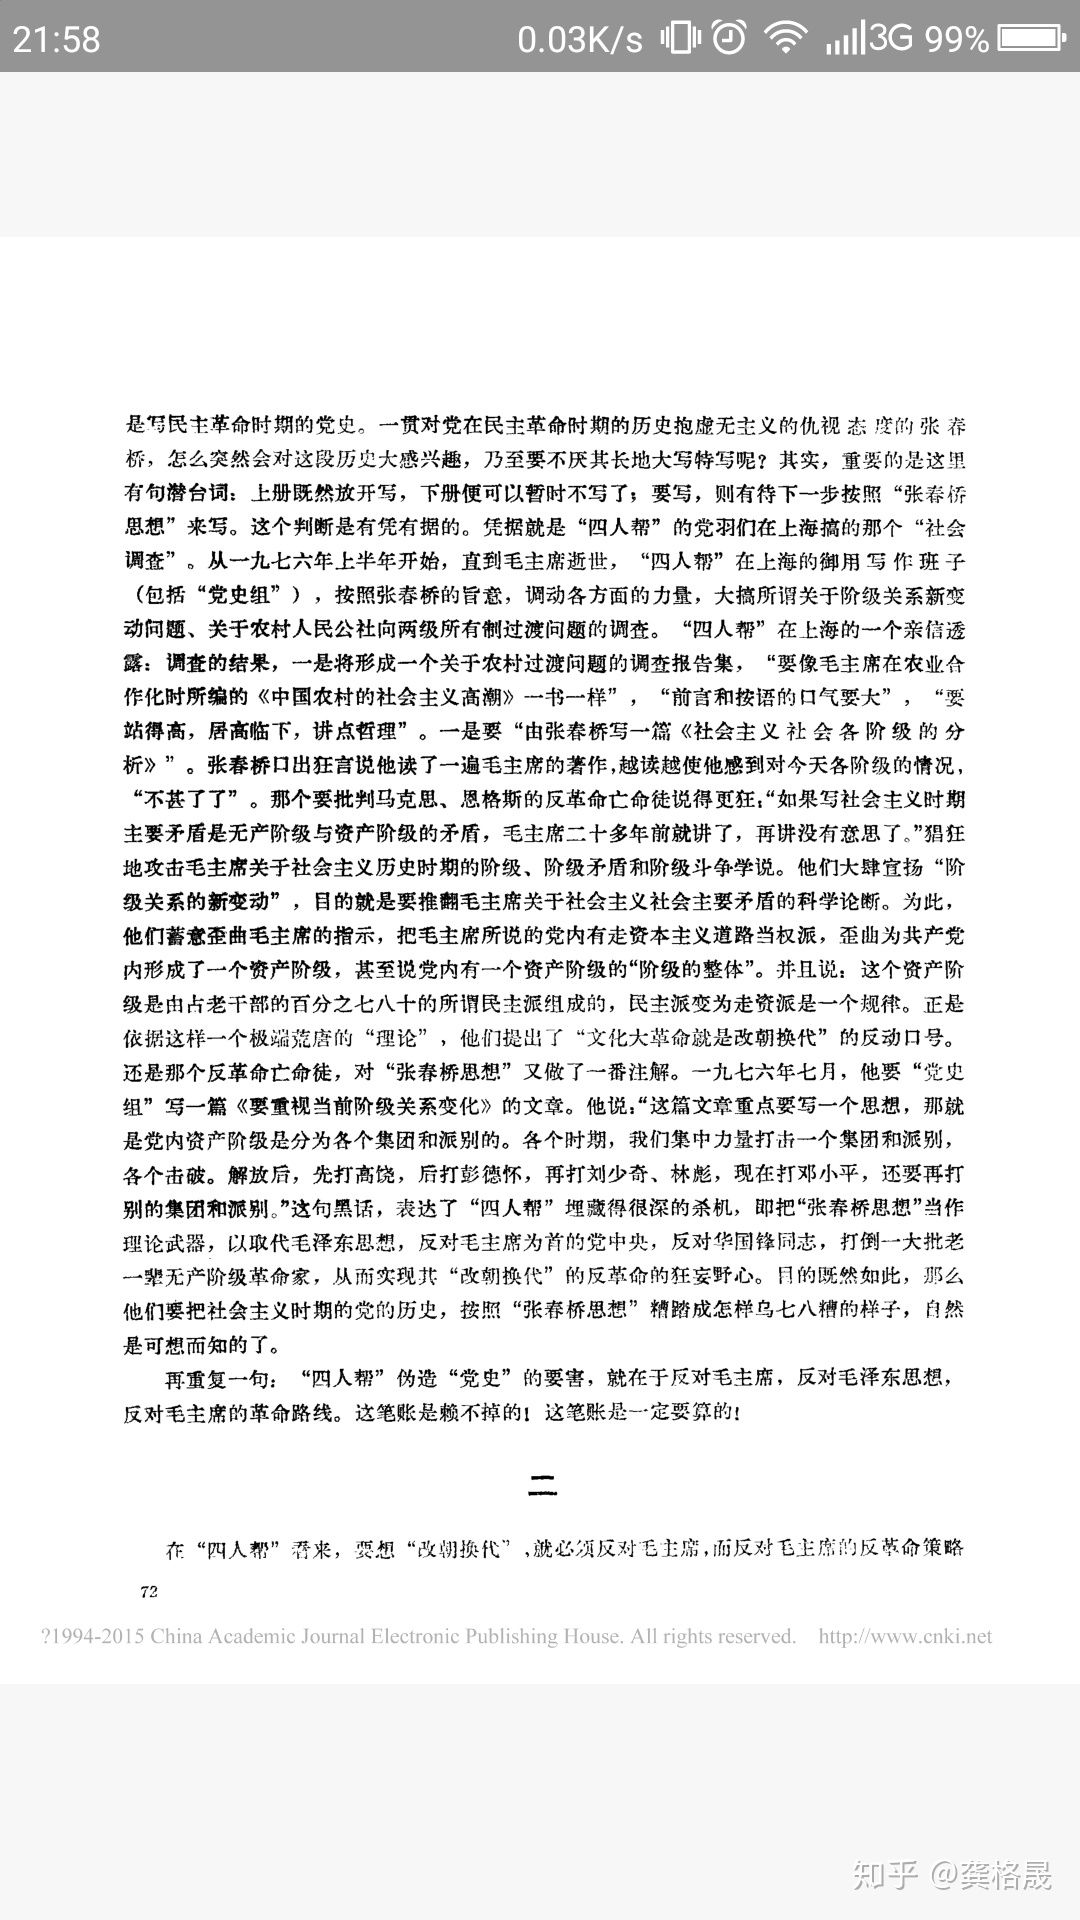 21:58 0.03K/s 3G 99%
是写民主革命时期的党史。一贯对党在民主革命时期的历史抱虚无主义的仇视态度的张春
桥，怎么突然会对这段历史大感兴趣，乃至要不厌其长地大写特写呢？其实，重要的是这里
有句潜台词：上册既然放开写，下册便可以暂时不写了；要写，则有待下一步按照“张春桥
思想”来写。这个判断是有凭有据的。凭据就是“四人帮”的党羽们在上海搞的那个“社会
调查”。从一九七六年上半年开始，直到毛主席逝世，“四人帮”在上海的御用写作班子
（包括“党史组”），按照张春桥的旨意，调动各方面的力量，大搞所谓关于阶级关系新变
动问题、关于农村人民公社向两级所有制过渡问题的调查。“四人帮”在上海的一个亲信透
露：调查的结果，一是将形成一个关于农村过渡问题的调查报告集，“要像毛主席在农业合
作化时所编的《中国农村的社会主义高潮》一书一样”，“前言和按语的口气要大”，“要
站得高，居高临下，讲点哲理”。一是要“由张春桥写一篇《社会主义社会各阶级的分
析》”。张春桥口出狂言说他读了一遍毛主席的著作，越读越使他感到对今天各阶级的情况，
“不甚了了”。那个要批判马克思、恩格斯的反革命亡命徒说得更狂：“如果写社会主义时期
主要矛盾是无产阶级与资产阶级的矛盾，毛主席二十多年前就讲了，再讲没有意思了。”猖狂
地攻击毛主席关于社会主义历史时期的阶级、阶级矛盾和阶级斗争学说。他们大肆宣扬“阶
级关系的新变动”，目的就是要推翻毛主席关于社会主义社会主要矛盾的科学论断。为此，
他们蓄意歪曲毛主席的指示，把毛主席所说的党内有走资本主义道路当权派，歪曲为共产党
内形成了一个资产阶级，甚至说党内有一个资产阶级的“阶级的整体”。并且说：这个资产阶
级是由占老干部的百分之七八十的所谓民主派组成的，民主派变为走资派是一个规律。正是
依据这样一个极端荒唐的“理论”，他们提出了“文化大革命就是改朝换代”的反动口号。
还是那个反革命亡命徒，对“张春桥思想”又做了一番注解。一九七六年七月，他要“党史
组”写一篇《要重视当前阶级关系变化》的文章。他说：“这篇文章重点要写一个思想，那就
是党内资产阶级是分为各个集团和派别的。各个时期，我们集中力量打击一个集团和派别，
各个击破。解放后，先打高饶，后打彭德怀，再打刘少奇、林彪，现在打邓小平，还要再打
别的集团和派别。”这句黑话，表达了“四人帮”埋藏得很深的杀机，即把“张春桥思想”当作
理论武器，以取代毛泽东思想，反对毛主席为首的党中央，反对华国锋同志，打倒一大批老
一辈无产阶级革命家，从而实现其“改朝换代”的反革命的狂妄野心。目的既然如此，那么
他们要把社会主义时期的党的历史，按照“张春桥思想”糟踏成怎样乌七八糟的样子，自然
是可想而知的了。
再重复一句：“四人帮”伪造“党史”的要害，就在于反对毛主席，反对毛泽东思想，
反对毛主席的革命路线。这笔账是赖不掉的！这笔账是一定要算的！
二
在“四人帮”看来，要想“改朝换代”，就必须反对毛主席，而反对毛主席的反革命策略
72
?1994-2015 China Academic Journal Electronic Publishing House. All rights reserved. http://www.cnki.net
知乎 @龚格晟